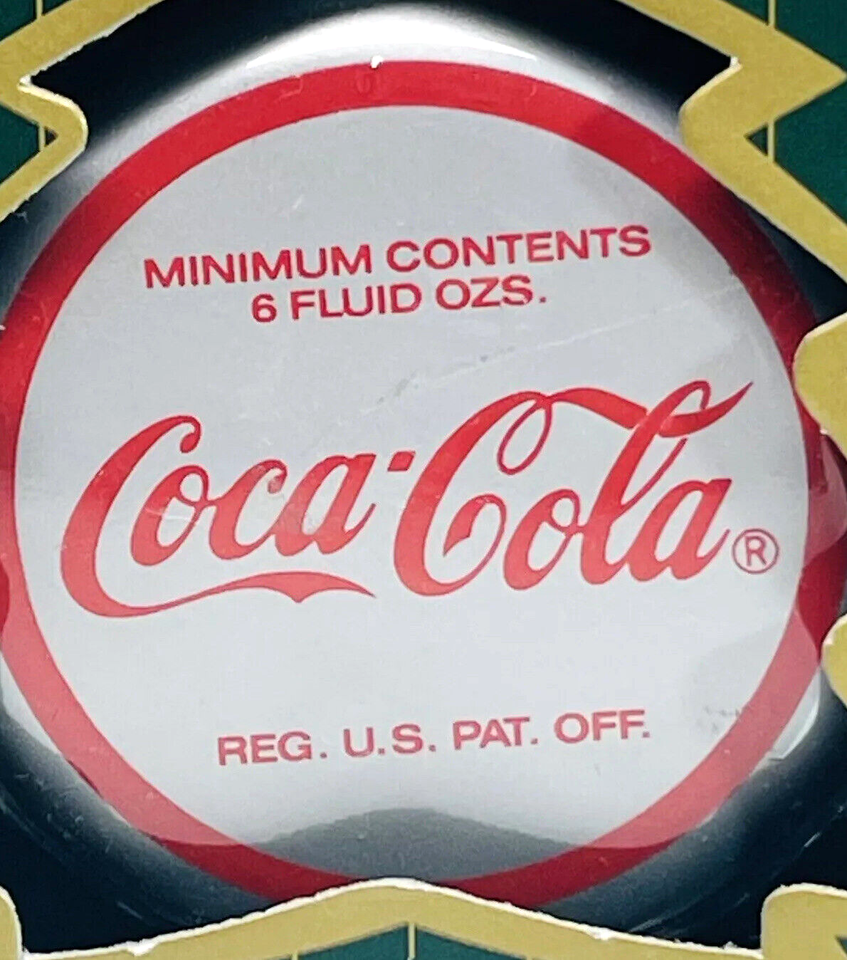 MINIMUM CONTENTS
6 FLUID OZS.
Coca-Cola®
REG. U.S. PAT. OFF.